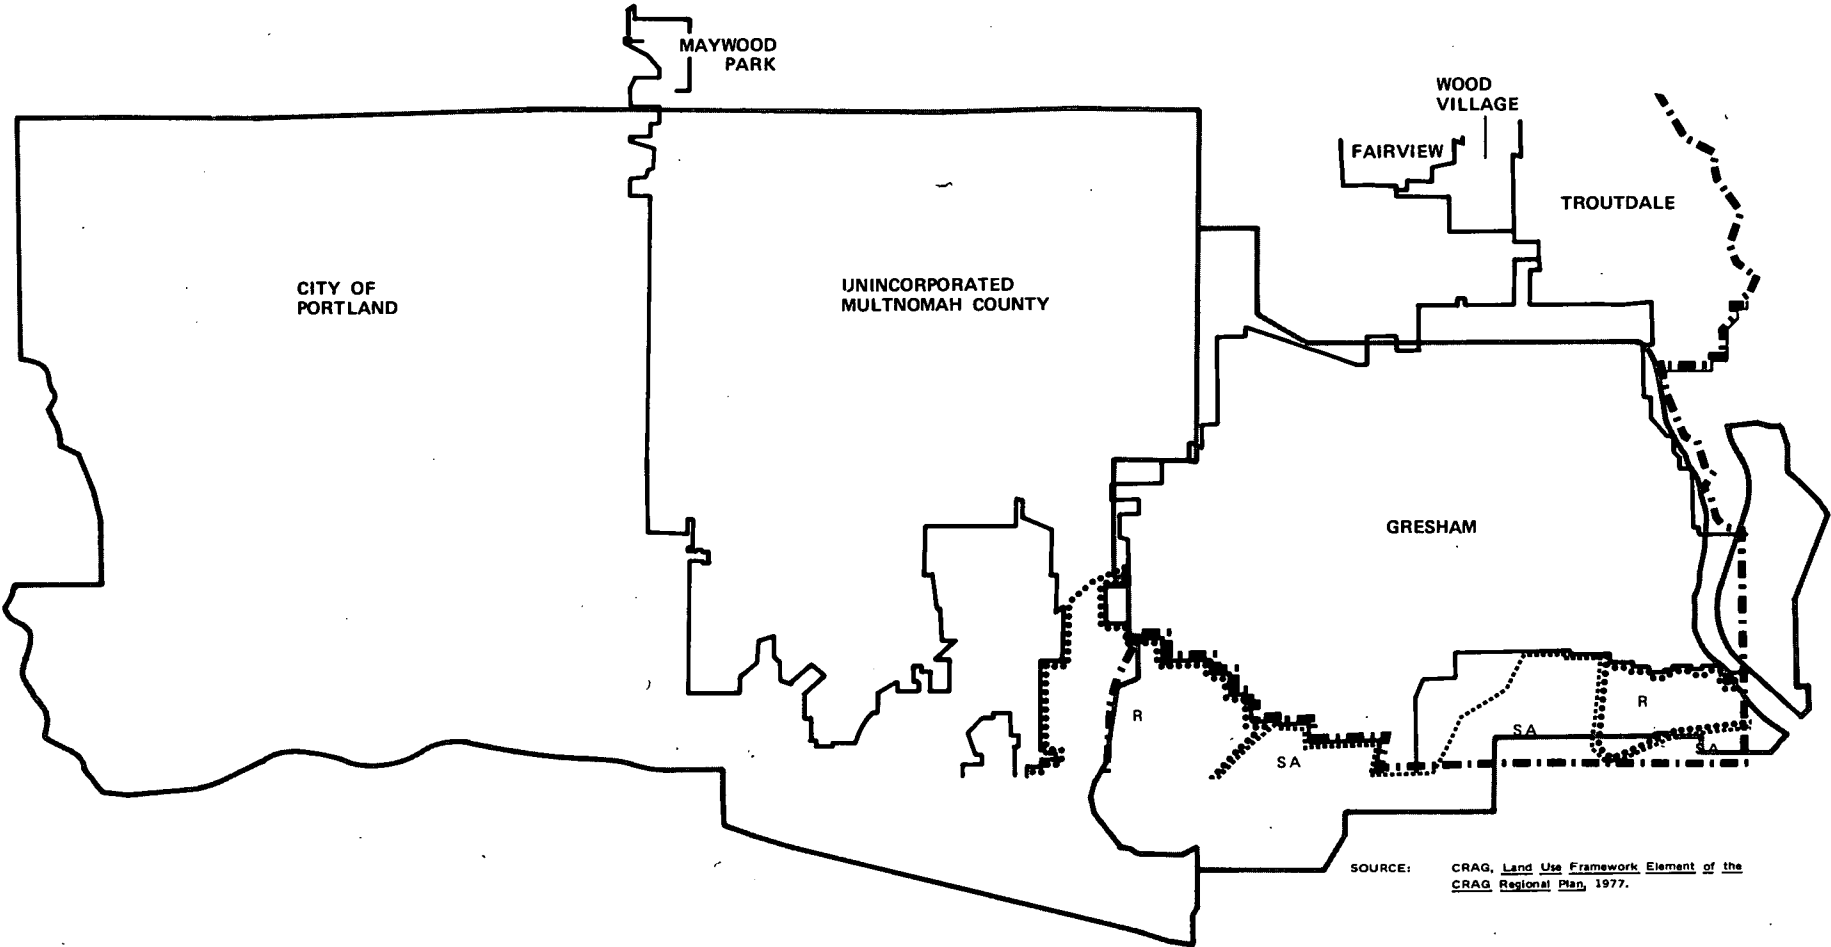 MAYWOOD
PARK
WOOD
VILLAGE
FAIRVIEW
TROUTDALE
CITY OF
PORTLAND
UNINCORPORATED
MULTNOMAH COUNTY
GRESHAM
R
R
SA
SA
SA
SOURCE: CRAG, Land Use Framework Element of the
CRAG Regional Plan, 1977.